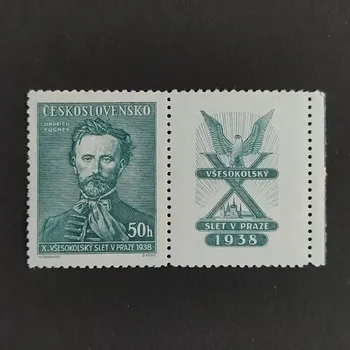 ČESKOSLOVENSKO
JINDŘICH
FÜGNER
50h
X. VŠESOKOLSKÝ SLET V PRAZE 1938
X
VŠESOKOLSKÝ
SLET V PRAZE
1938